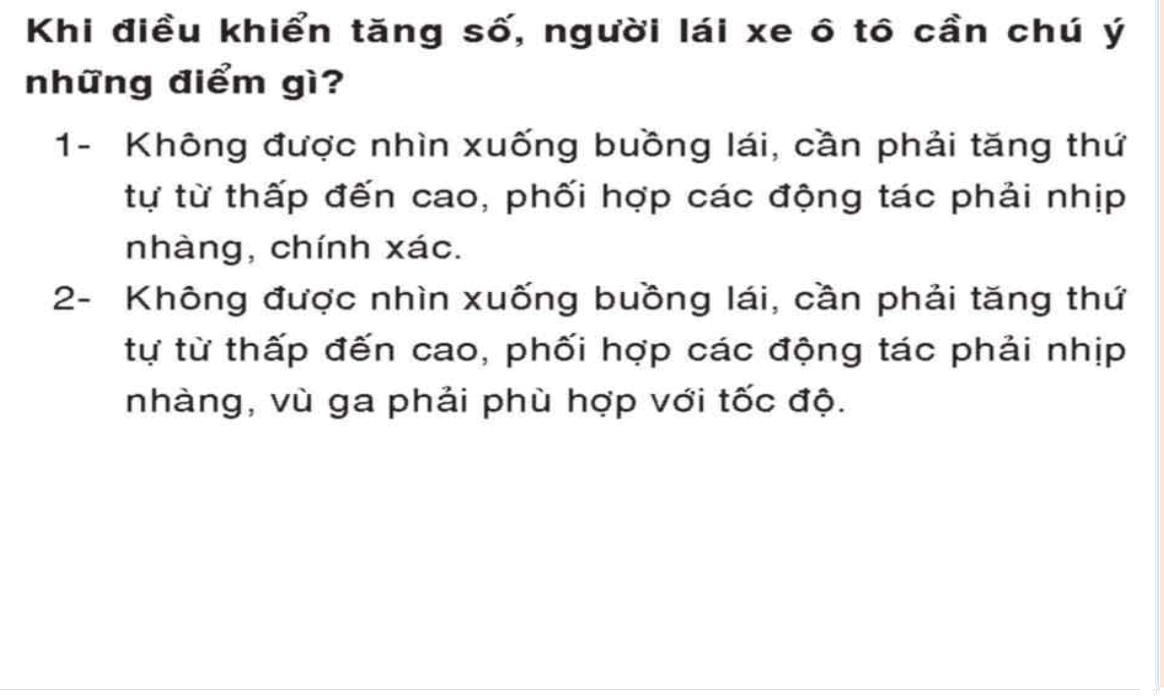 Khi điều khiển tăng số, người lái xe ô tô cần chú ý
những điểm gì?
1- Không được nhìn xuống buồng lái, cần phải tăng thứ
tự từ thấp đến cao, phối hợp các động tác phải nhịp
nhàng, chính xác.
2- Không được nhìn xuống buồng lái, cần phải tăng thứ
tự từ thấp đến cao, phối hợp các động tác phải nhịp
nhàng, vù ga phải phù hợp với tốc độ.